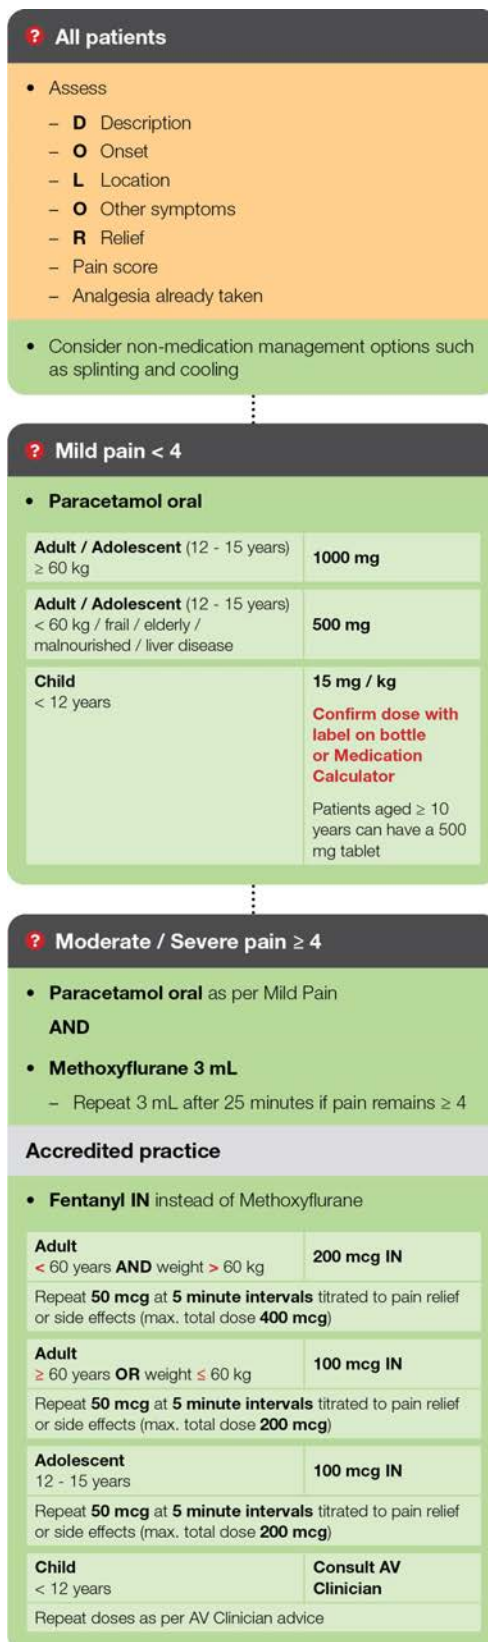 ? All patients
• Assess
– D Description
– O Onset
– L Location
– O Other symptoms
– R Relief
– Pain score
– Analgesia already taken
• Consider non-medication management options such
as splinting and cooling
? Mild pain < 4
• Paracetamol oral
Adult / Adolescent (12 - 15 years)
≥ 60 kg
1000 mg
Adult / Adolescent (12 - 15 years)
< 60 kg / frail / elderly /
malnourished / liver disease
500 mg
Child
< 12 years
15 mg / kg
Confirm dose with
label on bottle
or Medication
Calculator
Patients aged ≥ 10
years can have a 500
mg tablet
? Moderate / Severe pain ≥ 4
• Paracetamol oral as per Mild Pain
AND
• Methoxyflurane 3 mL
– Repeat 3 mL after 25 minutes if pain remains ≥ 4
Accredited practice
• Fentanyl IN instead of Methoxyflurane
Adult
< 60 years AND weight > 60 kg
200 mcg IN
Repeat 50 mcg at 5 minute intervals titrated to pain relief
or side effects (max. total dose 400 mcg)
Adult
≥ 60 years OR weight ≤ 60 kg
100 mcg IN
Repeat 50 mcg at 5 minute intervals titrated to pain relief
or side effects (max. total dose 200 mcg)
Adolescent
12 - 15 years
100 mcg IN
Repeat 50 mcg at 5 minute intervals titrated to pain relief
or side effects (max. total dose 200 mcg)
Child
< 12 years
Consult AV
Clinician
Repeat doses as per AV Clinician advice